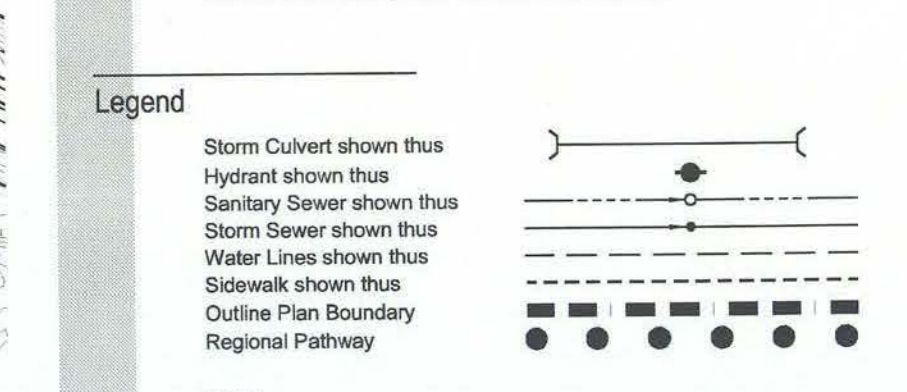 Legend
Storm Culvert shown thus
Hydrant shown thus
Sanitary Sewer shown thus
Storm Sewer shown thus
Water Lines shown thus
Sidewalk shown thus
Outline Plan Boundary
Regional Pathway